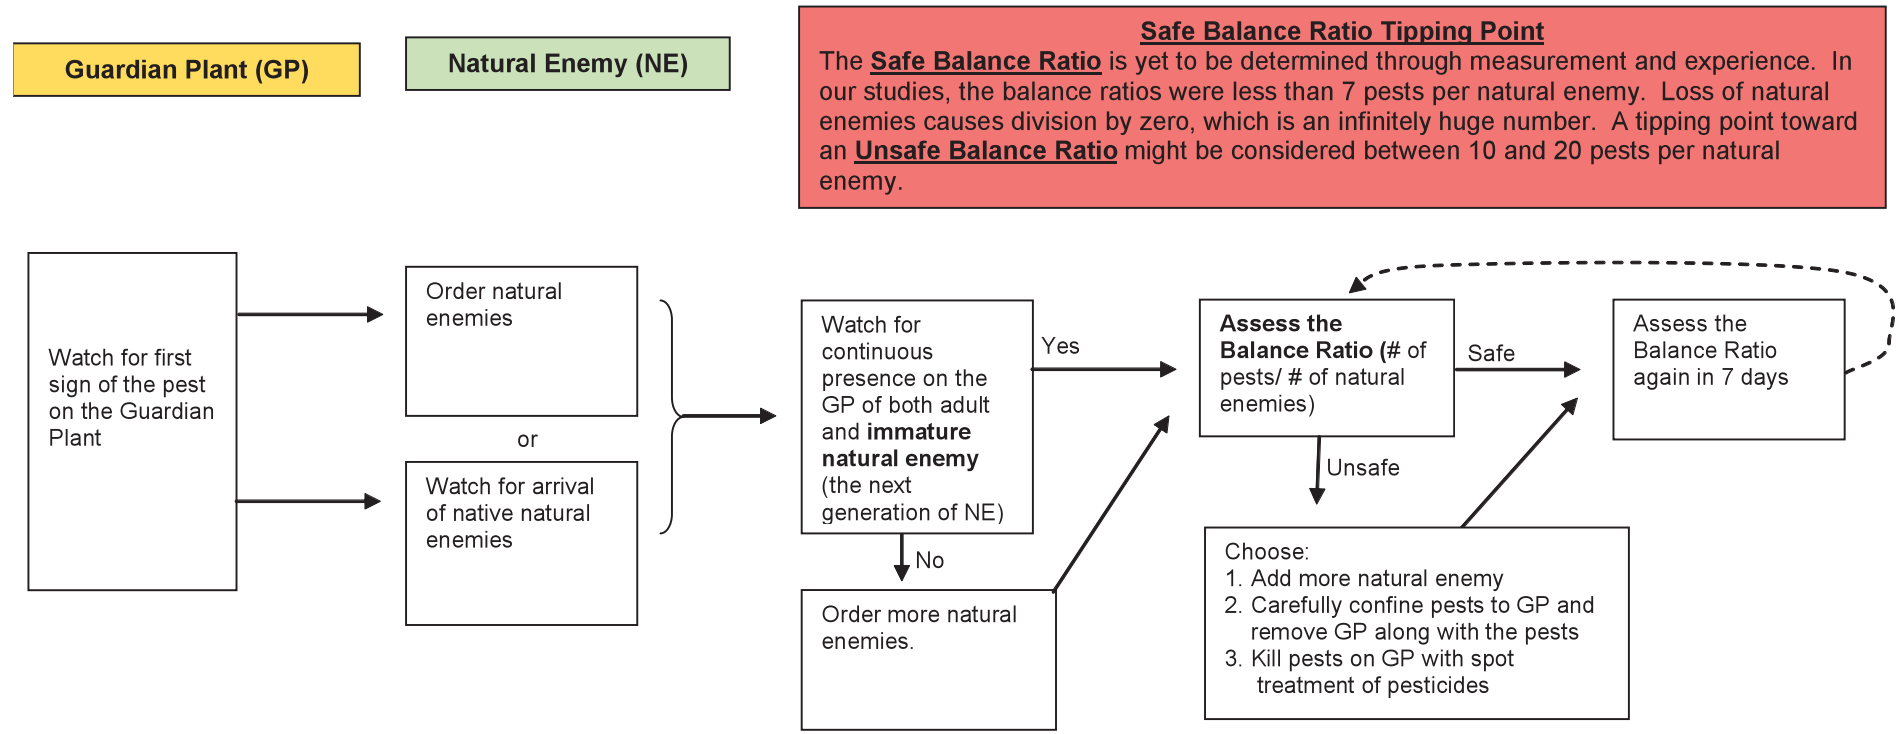 Guardian Plant (GP)
Natural Enemy (NE)
Safe Balance Ratio Tipping Point
The Safe Balance Ratio is yet to be determined through measurement and experience. In
our studies, the balance ratios were less than 7 pests per natural enemy. Loss of natural
enemies causes division by zero, which is an infinitely huge number. A tipping point toward
an Unsafe Balance Ratio might be considered between 10 and 20 pests per natural
enemy.
Watch for first
sign of the pest
on the Guardian
Plant
Order natural
enemies
or
Watch for arrival
of native natural
enemies
Watch for
continuous
presence on the
GP of both adult
and immature
natural enemy
(the next
generation of NE)
Yes
No
Order more natural
enemies.
Assess the
Balance Ratio (# of
pests/ # of natural
enemies)
Safe
Unsafe
Assess the
Balance Ratio
again in 7 days
Choose:
1. Add more natural enemy
2. Carefully confine pests to GP and
remove GP along with the pests
3. Kill pests on GP with spot
treatment of pesticides